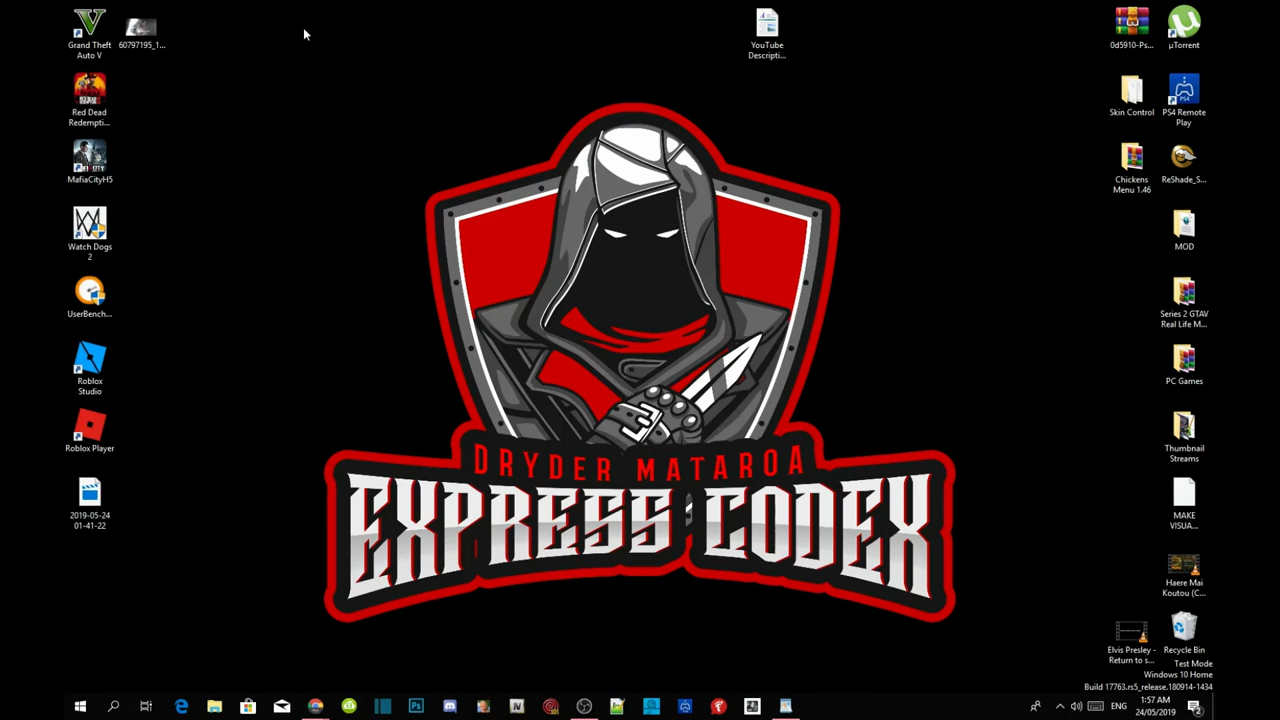 Grand Theft
Auto V
60797195_1...
YouTube
Descripti...
0d5910-Ps...
µTorrent
Red Dead
Redempti...
Skin Control
PS4 Remote
Play
MafiaCityH5
Chickens
Menu 1.46
ReShade_S...
Watch Dogs
2
MOD
UserBench...
Series 2 GTAV
Real Life M...
Roblox
Studio
PC Games
Roblox Player
Thumbnail
Streams
2019-05-24
01-41-22
MAKE
VISUA...
DRYDER MATAROA
EXPRESS CODEX
Haere Mai
Koutou (C...
Elvis Presley -
Return to s...
Recycle Bin
Test Mode
Windows 10 Home
Build 17763.rs5_release.180914-1434
ENG
1:57 AM
24/05/2019
2